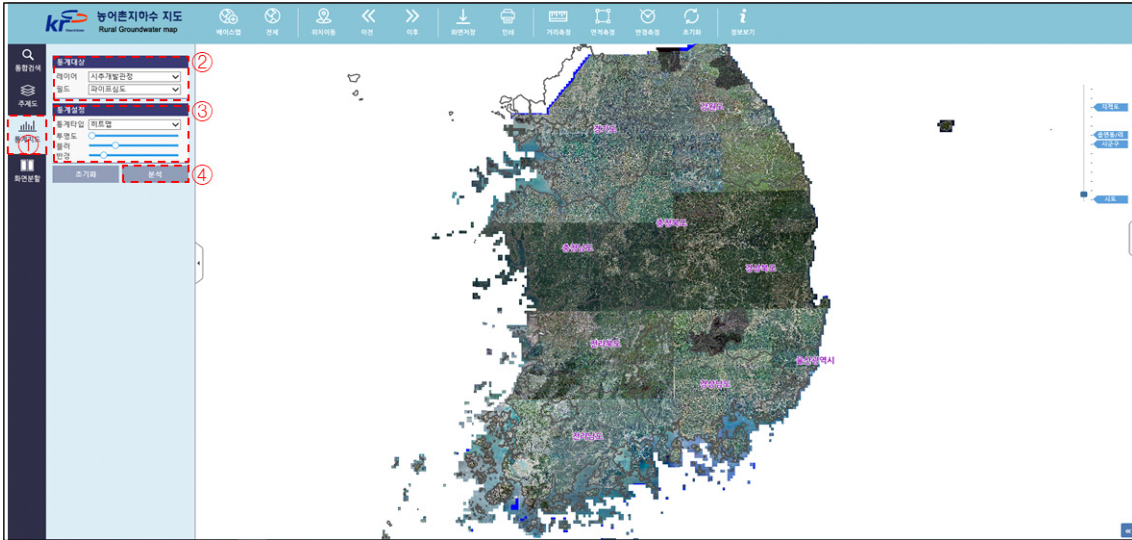 kr 농어촌지하수 지도
Rural Groundwater map
베이스맵 전체 위치이동 이전 이후 화면저장 인쇄 거리측정 면적측정 반경측정 초기화 정보보기
통합검색
주제도
통계지도
①
화면분할
통계대상 ②
레이어 시추개발관정
필드 파이프심도
통계설정 ③
통계타입 히트맵
투명도
블러
반경
초기화 분석 ④
강원도
경기도
충청북도
충청남도
경상북도
전라북도
울산광역시
경상남도
전라남도
지적도
읍면동/리
시군구
시도